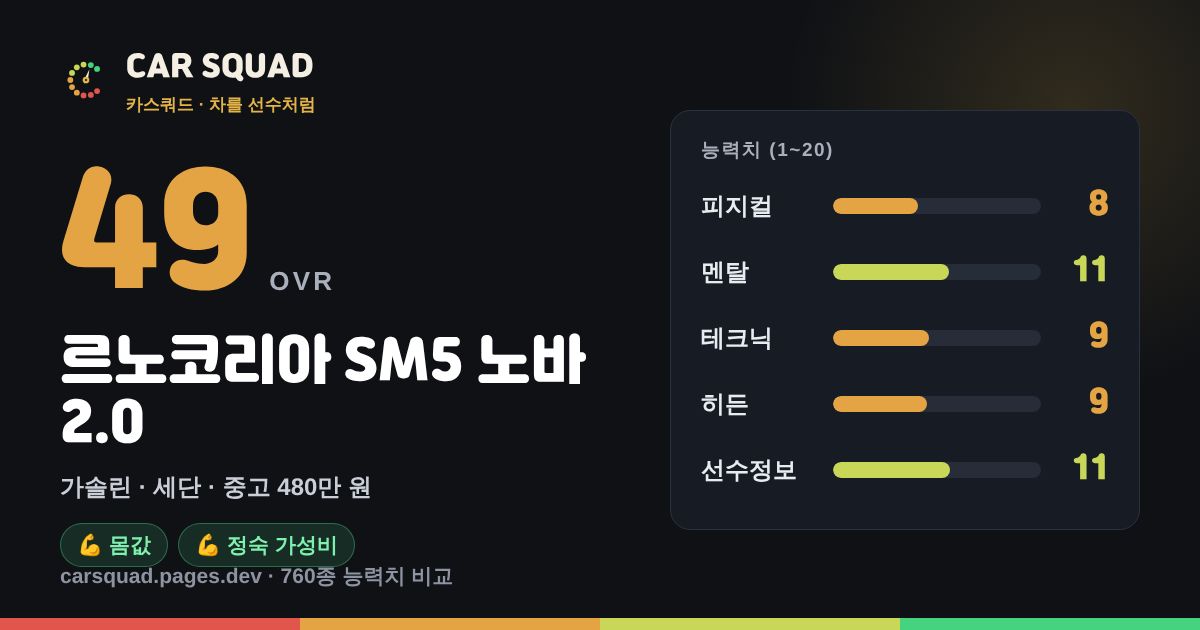 CAR SQUAD
카스쿼드 · 차를 선수처럼
49 OVR
르노코리아 SM5 노바
2.0
가솔린 · 세단 · 중고 480만 원
💪 몸값 💪 정숙 가성비
carsquad.pages.dev · 760종 능력치 비교
능력치 (1~20)
피지컬 8
멘탈 11
테크닉 9
히든 9
선수정보 11